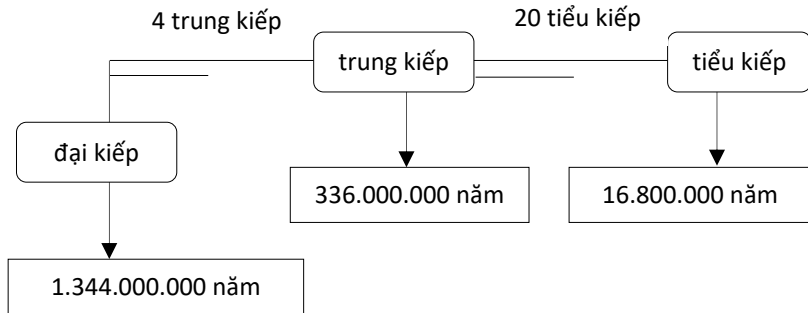 4 trung kiếp
20 tiểu kiếp
trung kiếp
tiểu kiếp
đại kiếp
336.000.000 năm
16.800.000 năm
1.344.000.000 năm